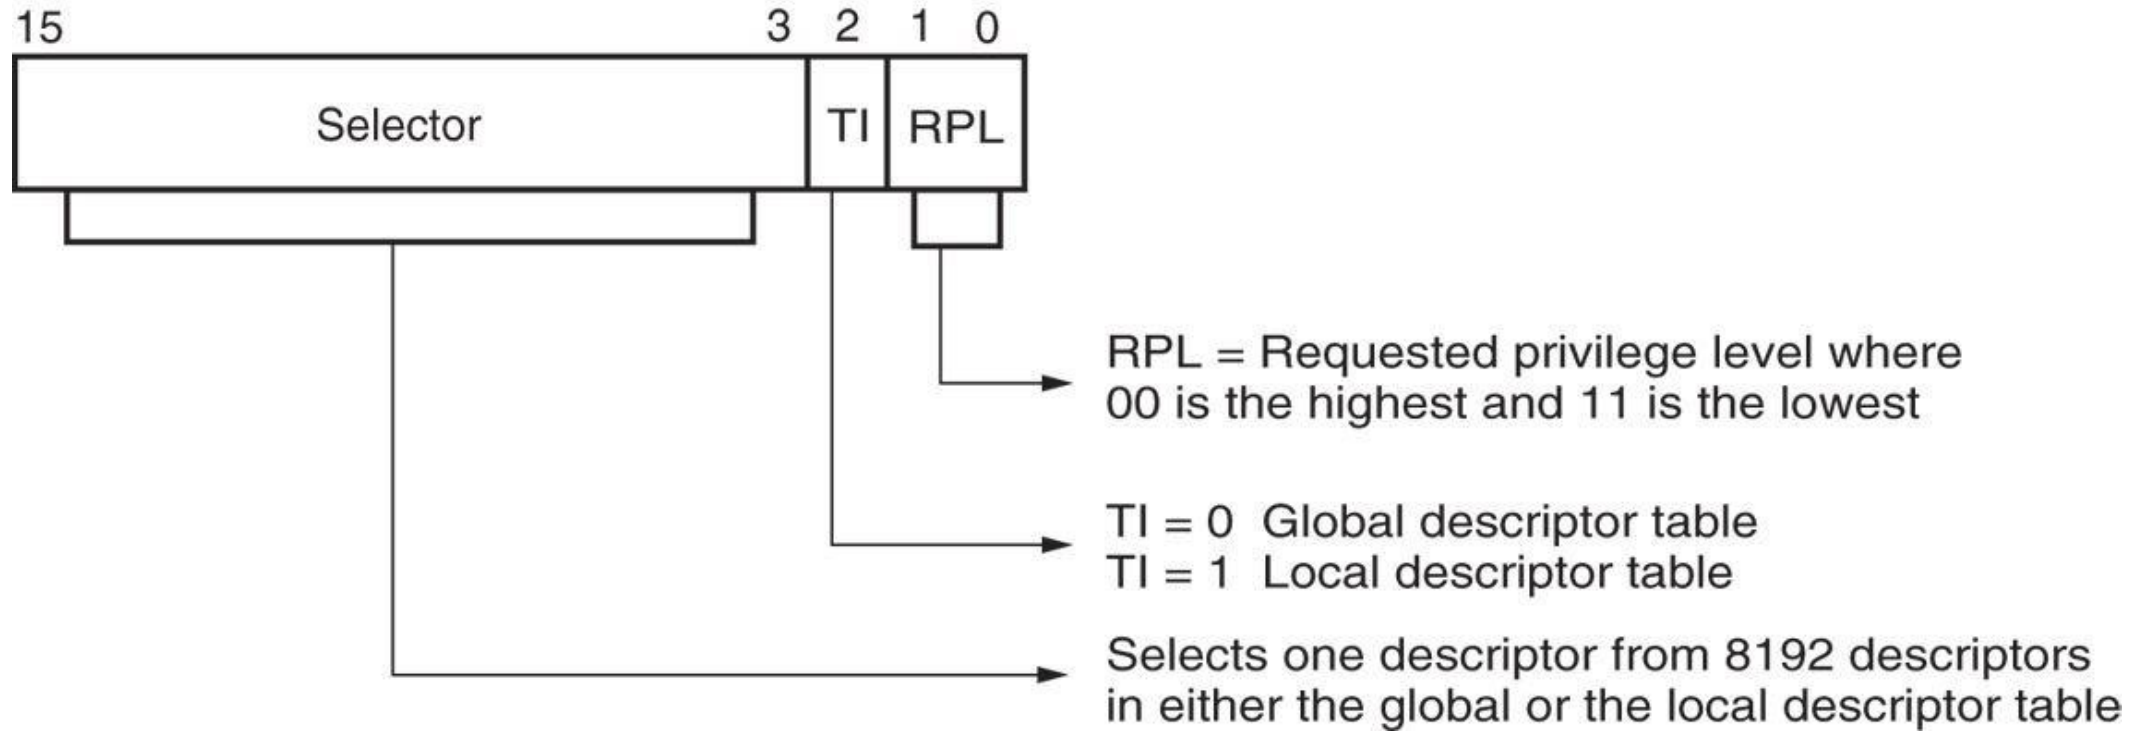 15 3 2 1 0
Selector TI RPL
RPL = Requested privilege level where
00 is the highest and 11 is the lowest
TI = 0 Global descriptor table
TI = 1 Local descriptor table
Selects one descriptor from 8192 descriptors
in either the global or the local descriptor table